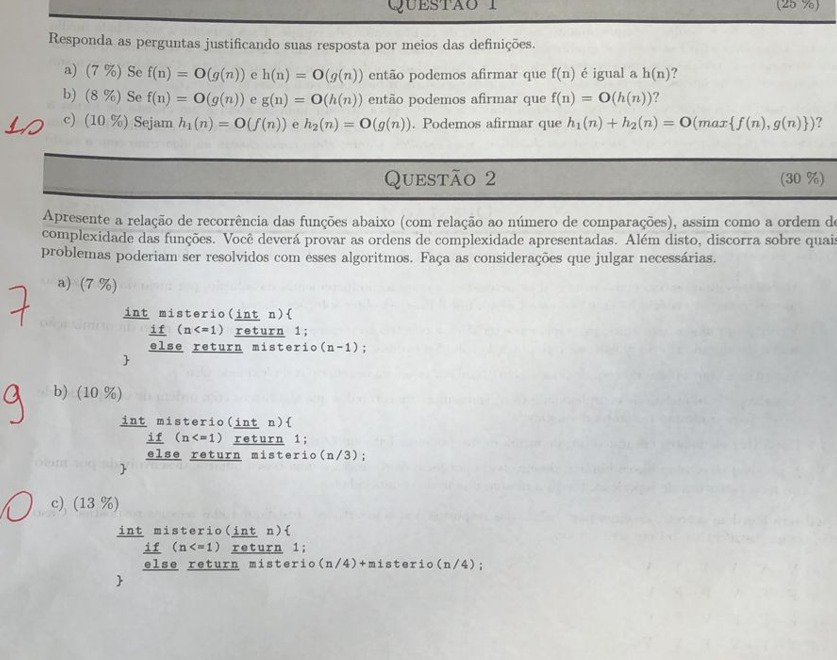 QUESTÃO 1 (25 %)
Responda as perguntas justificando suas resposta por meios das definições.
a) (7 %) Se f(n) = O(g(n)) e h(n) = O(g(n)) então podemos afirmar que f(n) é igual a h(n)?
b) (8 %) Se f(n) = O(g(n)) e g(n) = O(h(n)) então podemos afirmar que f(n) = O(h(n))?
10 c) (10 %) Sejam h₁(n) = O(f(n)) e h₂(n) = O(g(n)). Podemos afirmar que h₁(n) + h₂(n) = O(max{f(n), g(n)})?
QUESTÃO 2 (30 %)
Apresente a relação de recorrência das funções abaixo (com relação ao número de comparações), assim como a ordem de
complexidade das funções. Você deverá provar as ordens de complexidade apresentadas. Além disto, discorra sobre quais
problemas poderiam ser resolvidos com esses algoritmos. Faça as considerações que julgar necessárias.
7 a) (7 %)
int misterio(int n){
if (n<=1) return 1;
else return misterio(n-1);
}
9 b) (10 %)
int misterio(int n){
if (n<=1) return 1;
else return misterio(n/3);
}
c) (13 %)
int misterio(int n){
if (n<=1) return 1;
else return misterio(n/4)+misterio(n/4);
}